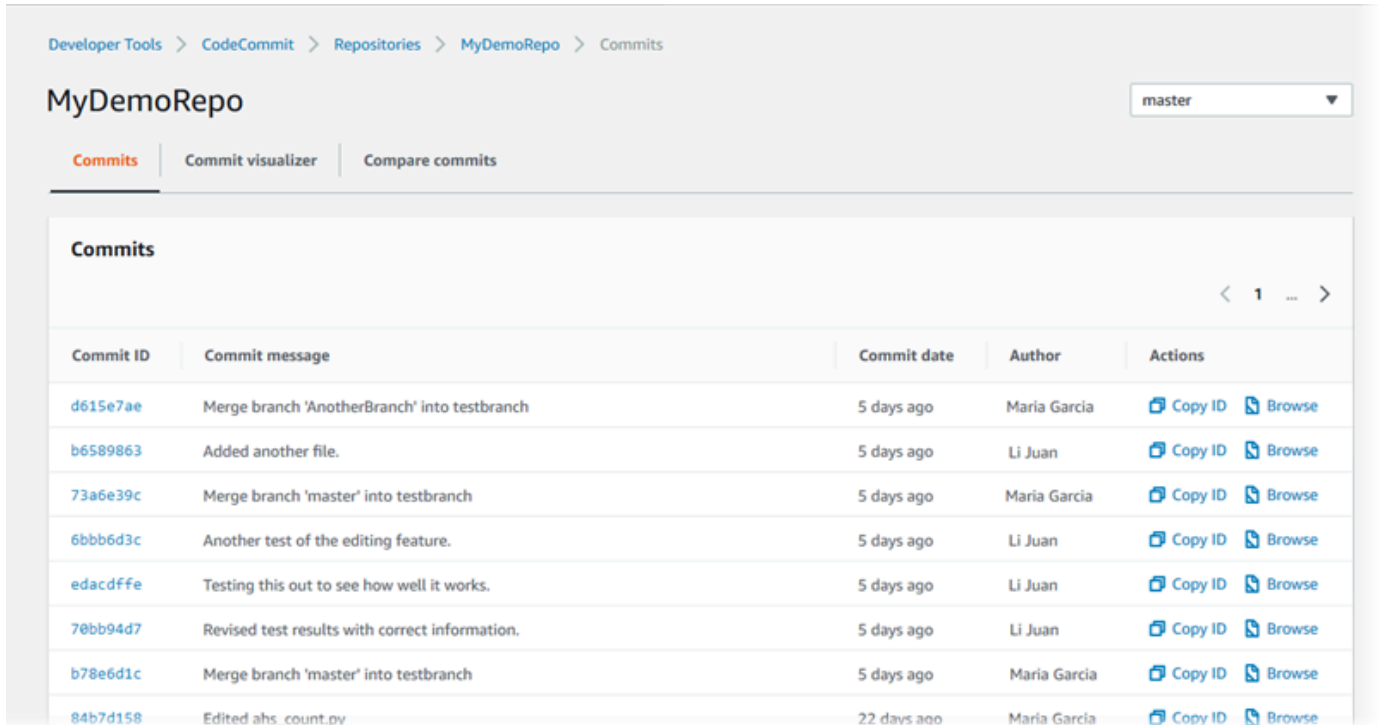 Developer Tools > CodeCommit > Repositories > MyDemoRepo > Commits
MyDemoRepo
master
Commits Commit visualizer Compare commits
Commits
< 1 ... >
Commit ID Commit message Commit date Author Actions
d615e7ae Merge branch 'AnotherBranch' into testbranch 5 days ago Maria Garcia Copy ID Browse
b6589863 Added another file. 5 days ago Li Juan Copy ID Browse
73a6e39c Merge branch 'master' into testbranch 5 days ago Maria Garcia Copy ID Browse
6bbb6d3c Another test of the editing feature. 5 days ago Li Juan Copy ID Browse
edacdffe Testing this out to see how well it works. 5 days ago Li Juan Copy ID Browse
70bb94d7 Revised test results with correct information. 5 days ago Li Juan Copy ID Browse
b78e6d1c Merge branch 'master' into testbranch 5 days ago Maria Garcia Copy ID Browse
84b7d158 Edited ahs_count.py 22 days ago Maria Garcia Copy ID Browse